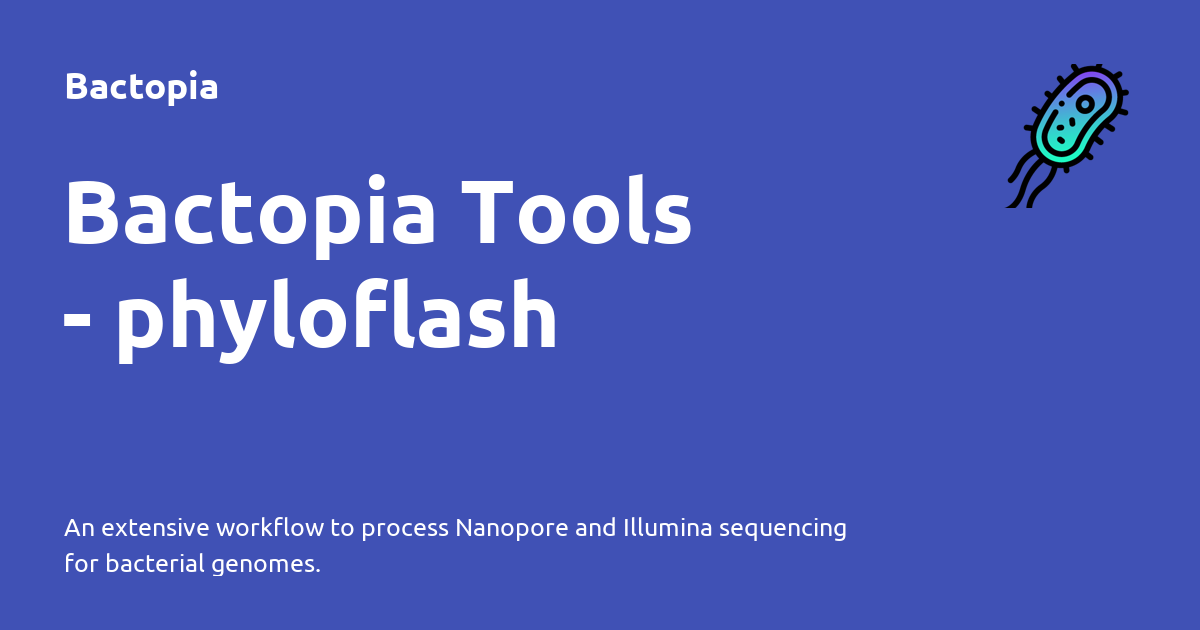 Bactopia
Bactopia Tools
- phyloflash
An extensive workflow to process Nanopore and Illumina sequencing
for bacterial genomes.